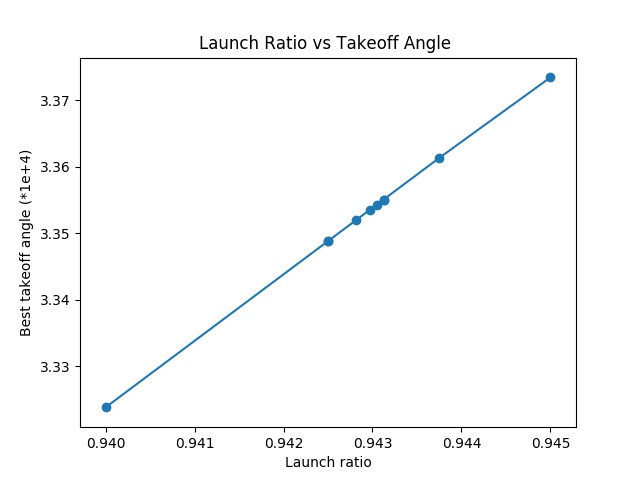 Launch Ratio vs Takeoff Angle
Best takeoff angle (*1e+4)
3.37
3.36
3.35
3.34
3.33
0.940 0.941 0.942 0.943 0.944 0.945
Launch ratio